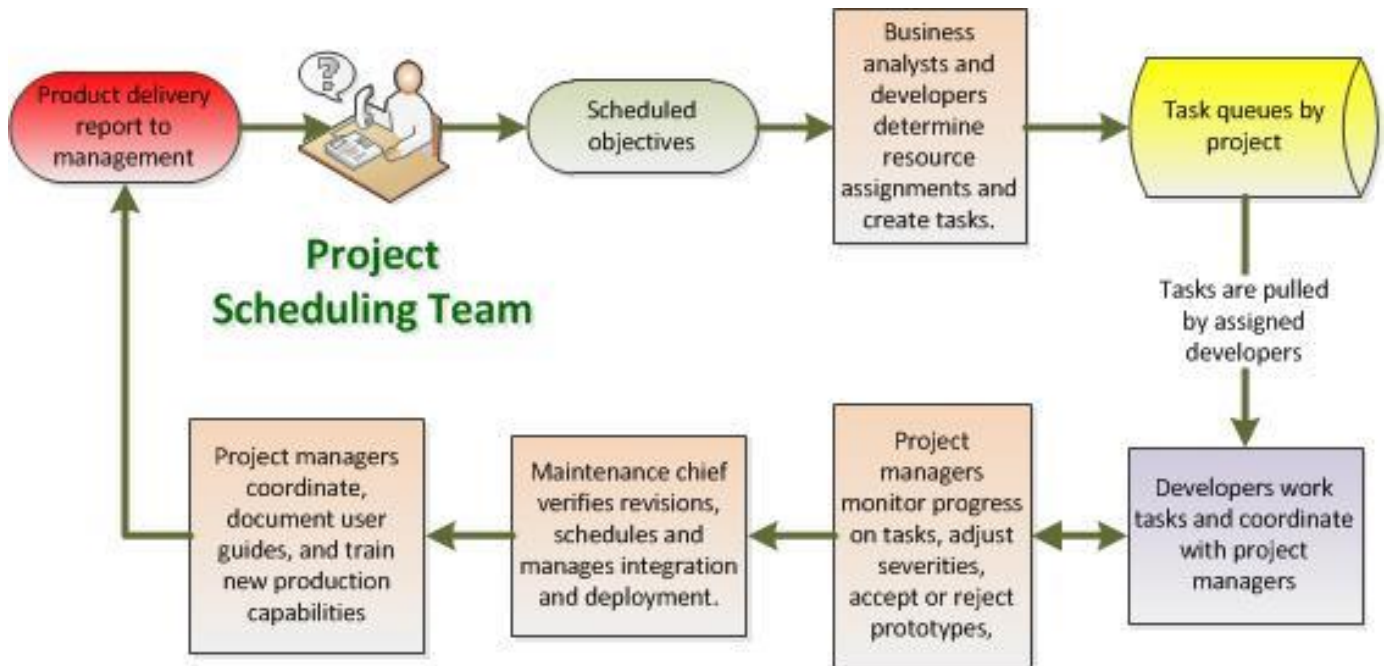 Product delivery
report to
management
?
Project
Scheduling Team
Scheduled
objectives
Business
analysts and
developers
determine
resource
assignments and
create tasks.
Task queues by
project
Tasks are pulled
by assigned
developers
Developers work
tasks and coordinate
with project
managers
Project
managers
monitor progress
on tasks, adjust
severities,
accept or reject
prototypes,
Maintenance chief
verifies revisions,
schedules and
manages integration
and deployment.
Project managers
coordinate,
document user
guides, and train
new production
capabilities